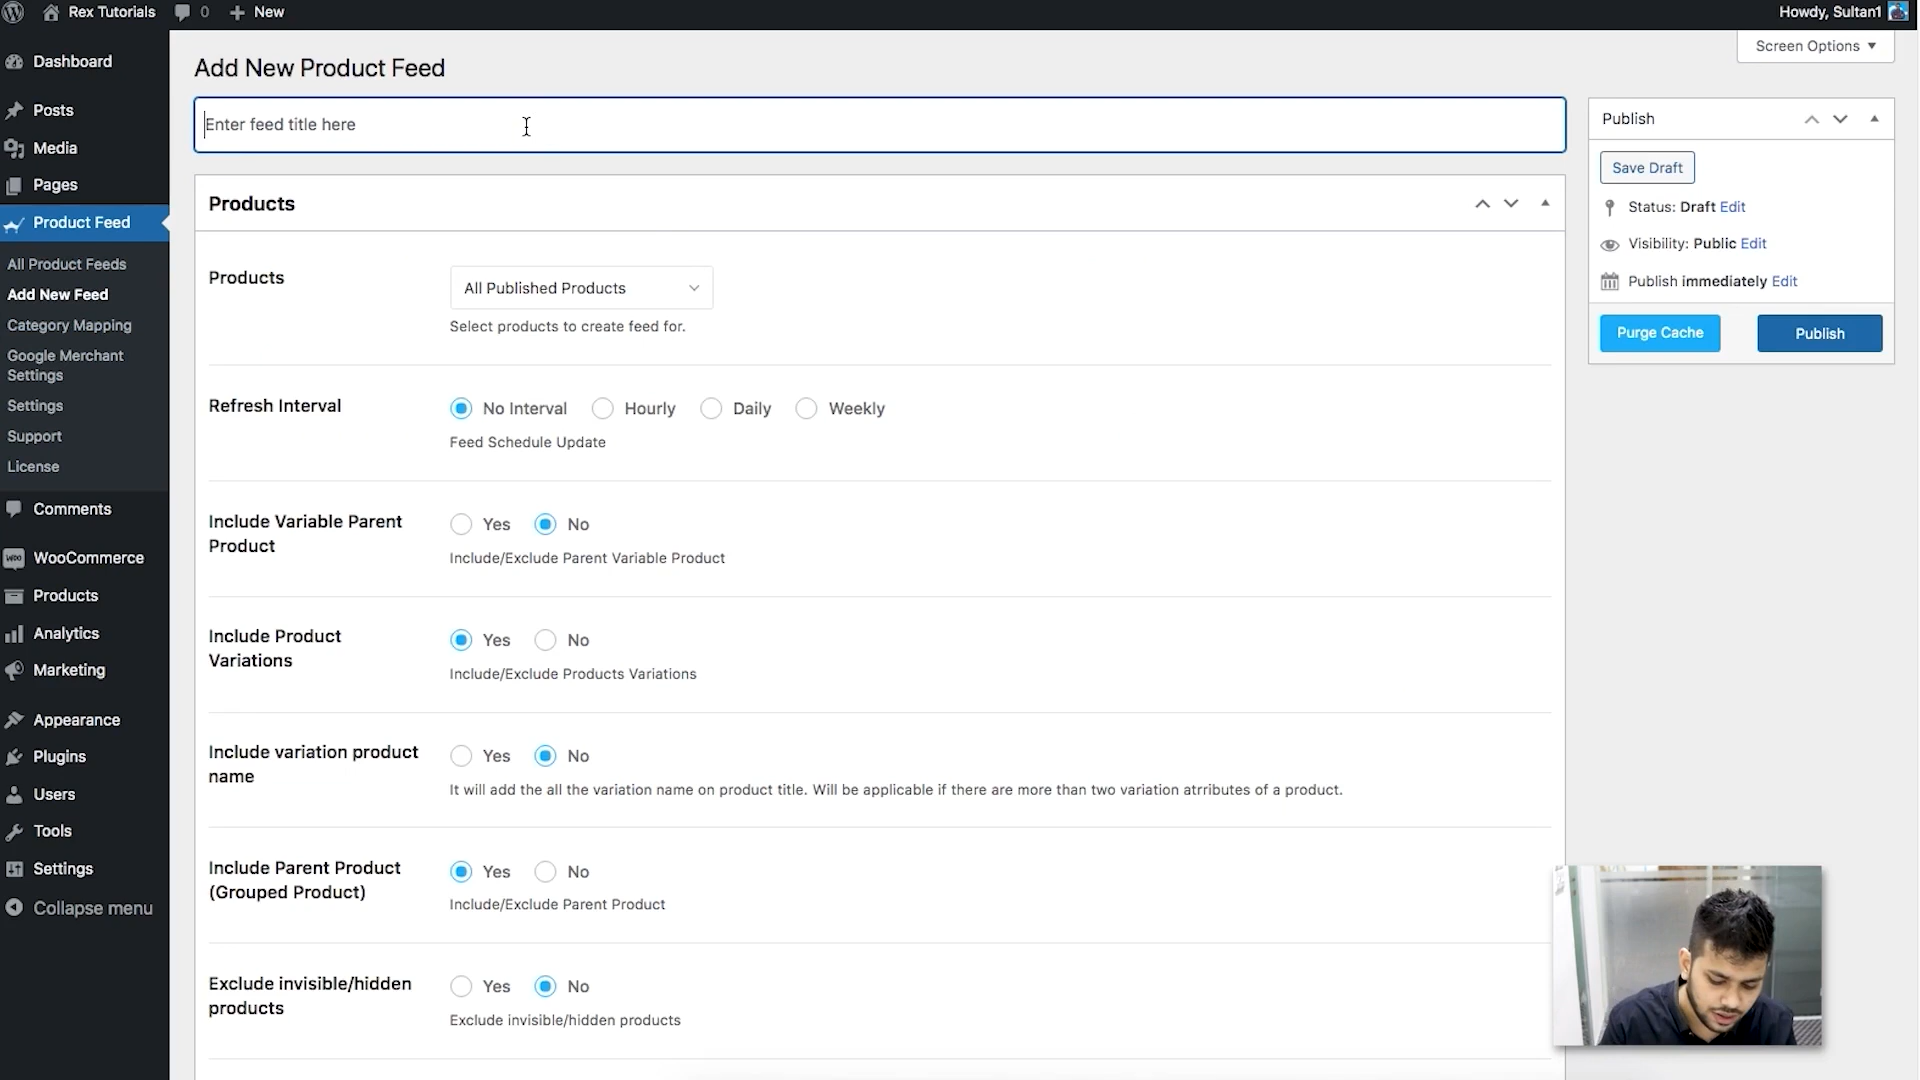 Rex Tutorials
0
New
Howdy, Sultan1
Screen Options
Dashboard
Posts
Media
Pages
Product Feed
All Product Feeds
Add New Feed
Category Mapping
Google Merchant
Settings
Settings
Support
License
Comments
WooCommerce
Products
Analytics
Marketing
Appearance
Plugins
Users
Tools
Settings
Collapse menu
Add New Product Feed
Enter feed title here
Products
Products
All Published Products
Select products to create feed for.
Refresh Interval
No Interval Hourly Daily Weekly
Feed Schedule Update
Include Variable Parent
Product
Yes No
Include/Exclude Parent Variable Product
Include Product
Variations
Yes No
Include/Exclude Products Variations
Include variation product
name
Yes No
It will add the all the variation name on product title. Will be applicable if there are more than two variation atrributes of a product.
Include Parent Product
(Grouped Product)
Yes No
Include/Exclude Parent Product
Exclude invisible/hidden
products
Yes No
Exclude invisible/hidden products
Publish
Save Draft
Status: Draft Edit
Visibility: Public Edit
Publish immediately Edit
Purge Cache
Publish